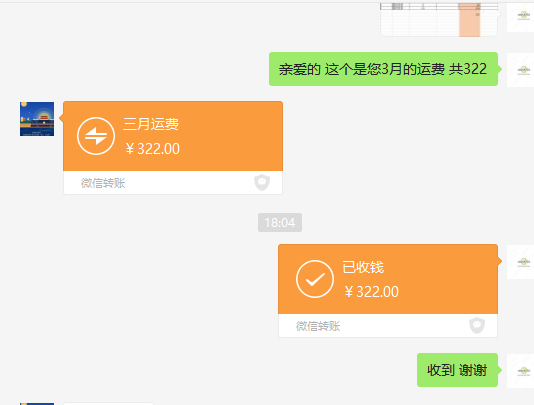 亲爱的 这个是您3月的运费 共322
三月运费
￥322.00
微信转账
18:04
已收钱
￥322.00
微信转账
收到 谢谢